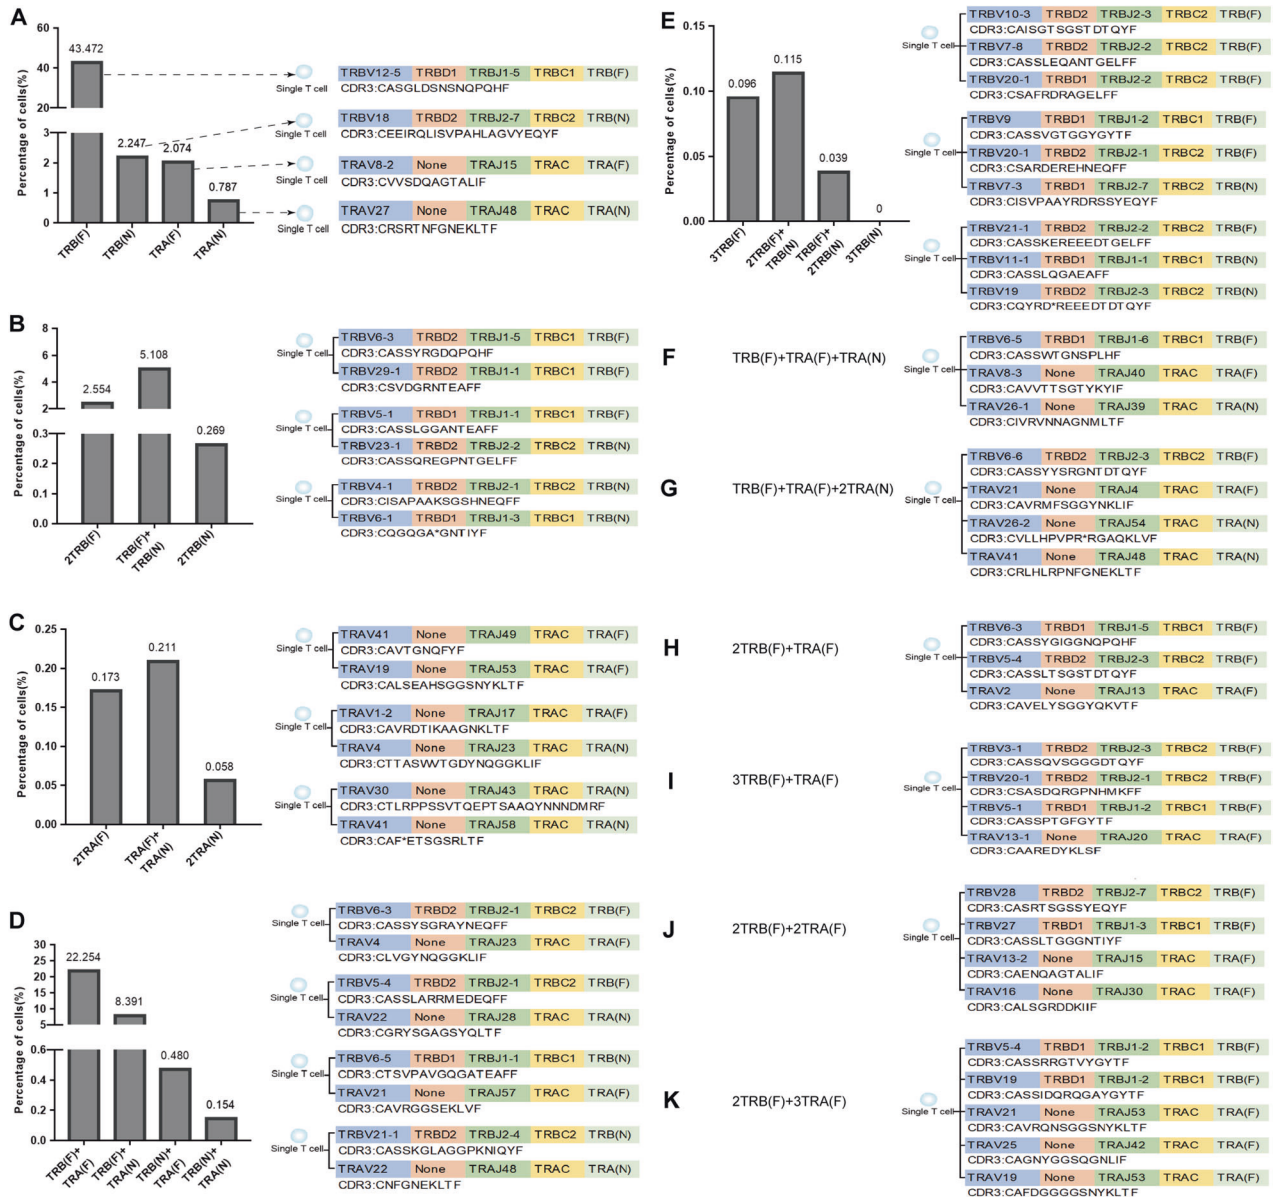 A
Percentage of cells(%)
60
40
20
3
2
1
0
43.472
2.247
2.074
0.787
TRB(F)
TRB(N)
TRA(F)
TRA(N)
Single T cell
TRBV12-5 TRBD1 TRBJ1-5 TRBC1 TRB(F)
CDR3:CASGLDSNSNQPQHF
Single T cell
TRBV18 TRBD2 TRBJ2-7 TRBC2 TRB(N)
CDR3:CEEIRQLISVPAHLAGVYEQYF
Single T cell
TRAV8-2 None TRAJ15 TRAC TRA(F)
CDR3:CVVSDQAGTALIF
Single T cell
TRAV27 None TRAJ48 TRAC TRA(N)
CDR3:CRSRTNFGNEKLTF
B
Percentage of cells(%)
8
6
4
2
0.3
0.2
0.1
0.0
2.554
5.108
0.269
2TRB(F)
TRB(F)+
TRB(N)
2TRB(N)
Single T cell
TRBV6-3 TRBD2 TRBJ1-5 TRBC1 TRB(F)
CDR3:CASSYRGDQPQHF
TRBV29-1 TRBD2 TRBJ1-1 TRBC1 TRB(F)
CDR3:CSVDGRNTEAFF
Single T cell
TRBV5-1 TRBD1 TRBJ1-1 TRBC1 TRB(F)
CDR3:CASSLGGANTEAFF
TRBV23-1 TRBD2 TRBJ2-2 TRBC2 TRB(N)
CDR3:CASSQREGPNTGELFF
Single T cell
TRBV4-1 TRBD2 TRBJ2-1 TRBC2 TRB(N)
CDR3:CISAPAAKSGSHNEQFF
TRBV6-1 TRBD1 TRBJ1-3 TRBC1 TRB(N)
CDR3:CQGQGA*GNTIYF
C
Percentage of cells(%)
0.25
0.20
0.15
0.10
0.05
0.00
0.173
0.211
0.058
2TRA(F)
TRA(F)+
TRA(N)
2TRA(N)
Single T cell
TRAV41 None TRAJ49 TRAC TRA(F)
CDR3:CAVTGNQFYF
TRAV19 None TRAJ53 TRAC TRA(F)
CDR3:CALSEAHSGGSNYKLTF
Single T cell
TRAV1-2 None TRAJ17 TRAC TRA(F)
CDR3:CAVRDTIKAAGNKLTF
TRAV4 None TRAJ23 TRAC TRA(N)
CDR3:CTTASWVTGDYNQGGKLIF
Single T cell
TRAV30 None TRAJ43 TRAC TRA(N)
CDR3:CTLRPPSSVTQEPTSAAQYNNNDMRF
TRAV41 None TRAJ58 TRAC TRA(N)
CDR3:CAF*ETSGSRLTF
D
Percentage of cells(%)
30
25
20
15
10
5
0.6
0.4
0.2
0.0
22.254
8.391
0.480
0.154
TRB(F)+
TRA(F)
TRB(F)+
TRA(N)
TRB(N)+
TRA(F)
TRB(N)+
TRA(N)
Single T cell
TRBV6-3 TRBD2 TRBJ2-1 TRBC2 TRB(F)
CDR3:CASSYSGRAYNEQFF
TRAV4 None TRAJ23 TRAC TRA(F)
CDR3:CLVGYNQGGKLIF
Single T cell
TRBV5-4 TRBD2 TRBJ2-1 TRBC2 TRB(F)
CDR3:CASSLARRMEDEQFF
TRAV22 None TRAJ28 TRAC TRA(N)
CDR3:CGRYSGAGSYQLTF
Single T cell
TRBV6-5 TRBD1 TRBJ1-1 TRBC1 TRB(N)
CDR3:CTSVPAVGQGATEAFF
TRAV21 None TRAJ57 TRAC TRA(F)
CDR3:CAVRGGSEKLVF
Single T cell
TRBV21-1 TRBD2 TRBJ2-4 TRBC2 TRB(N)
CDR3:CASSKGLAGGPKNIQYF
TRAV22 None TRAJ48 TRAC TRA(N)
CDR3:CNFGNEKLTF
E
Percentage of cells(%)
0.15
0.10
0.05
0.00
0.096
0.115
0.039
0
3TRB(F)
2TRB(F)+
TRB(N)
TRB(F)+
2TRB(N)
3TRB(N)
Single T cell
TRBV10-3 TRBD2 TRBJ2-3 TRBC2 TRB(F)
CDR3:CAISGTSGSTDTQYF
TRBV7-8 TRBD2 TRBJ2-2 TRBC2 TRB(F)
CDR3:CASSLEQANTGELFF
TRBV20-1 TRBD1 TRBJ2-2 TRBC2 TRB(F)
CDR3:CSAFRDRAGELFF
Single T cell
TRBV9 TRBD1 TRBJ1-2 TRBC1 TRB(F)
CDR3:CASSVGTGGYGYTF
TRBV20-1 TRBD2 TRBJ2-1 TRBC2 TRB(F)
CDR3:CSARDEREHNEQFF
TRBV7-3 TRBD1 TRBJ2-7 TRBC2 TRB(N)
CDR3:CISVPAAYRDRSSYEQYF
Single T cell
TRBV21-1 TRBD2 TRBJ2-2 TRBC2 TRB(F)
CDR3:CASSKEREEEDTGELFF
TRBV11-1 TRBD1 TRBJ1-1 TRBC1 TRB(N)
CDR3:CASSLQGAEAFF
TRBV19 TRBD2 TRBJ2-3 TRBC2 TRB(N)
CDR3:CQYRD*REEEDTDTQYF
F
TRB(F)+TRA(F)+TRA(N)
Single T cell
TRBV6-5 TRBD1 TRBJ1-6 TRBC1 TRB(F)
CDR3:CASSWTGNSPLHF
TRAV8-3 None TRAJ40 TRAC TRA(F)
CDR3:CAVVTTSGTYKYIF
TRAV26-1 None TRAJ39 TRAC TRA(N)
CDR3:CIVRVNNAGNMLTF
G
TRB(F)+TRA(F)+2TRA(N)
Single T cell
TRBV6-6 TRBD2 TRBJ2-3 TRBC2 TRB(F)
CDR3:CASSYYSRGNTDTQYF
TRAV21 None TRAJ4 TRAC TRA(F)
CDR3:CAVRMFSGGYNKLIF
TRAV26-2 None TRAJ54 TRAC TRA(N)
CDR3:CVLLHPVPR*RGAQKLVF
TRAV41 None TRAJ48 TRAC TRA(N)
CDR3:CRLHLRPNFGNEKLTF
H
2TRB(F)+TRA(F)
Single T cell
TRBV6-3 TRBD1 TRBJ1-5 TRBC1 TRB(F)
CDR3:CASSYGIGGNQPQHF
TRBV5-4 TRBD2 TRBJ2-3 TRBC2 TRB(F)
CDR3:CASSLTSGSTDTQYF
TRAV2 None TRAJ13 TRAC TRA(F)
CDR3:CAVELYSGGYQKVTF
I
3TRB(F)+TRA(F)
Single T cell
TRBV3-1 TRBD2 TRBJ2-3 TRBC2 TRB(F)
CDR3:CASSQVSGGGDTQYF
TRBV20-1 TRBD2 TRBJ2-1 TRBC2 TRB(F)
CDR3:CSASDQRGPNHMKFF
TRBV5-1 TRBD1 TRBJ1-2 TRBC1 TRB(F)
CDR3:CASSPTGFGYTF
TRAV13-1 None TRAJ20 TRAC TRA(F)
CDR3:CAAREDYKLSF
J
2TRB(F)+2TRA(F)
Single T cell
TRBV28 TRBD2 TRBJ2-7 TRBC2 TRB(F)
CDR3:CASRTSGSSYEQYF
TRBV27 TRBD1 TRBJ1-3 TRBC1 TRB(F)
CDR3:CASSLTGGGNTIYF
TRAV13-2 None TRAJ15 TRAC TRA(F)
CDR3:CAENQAGTALIF
TRAV16 None TRAJ30 TRAC TRA(F)
CDR3:CALSGRDDKIIF
K
2TRB(F)+3TRA(F)
Single T cell
TRBV5-4 TRBD1 TRBJ1-2 TRBC1 TRB(F)
CDR3:CASSRRGTVYGYTF
TRBV19 TRBD1 TRBJ1-2 TRBC1 TRB(F)
CDR3:CASSIDQRQGAYGYTF
TRAV21 None TRAJ53 TRAC TRA(F)
CDR3:CAVRQNSGGSNYKLTF
TRAV25 None TRAJ42 TRAC TRA(F)
CDR3:CAGNYGGSQGNLIF
TRAV19 None TRAJ53 TRAC TRA(F)
CDR3:CAFDGGGGSNYKLTF